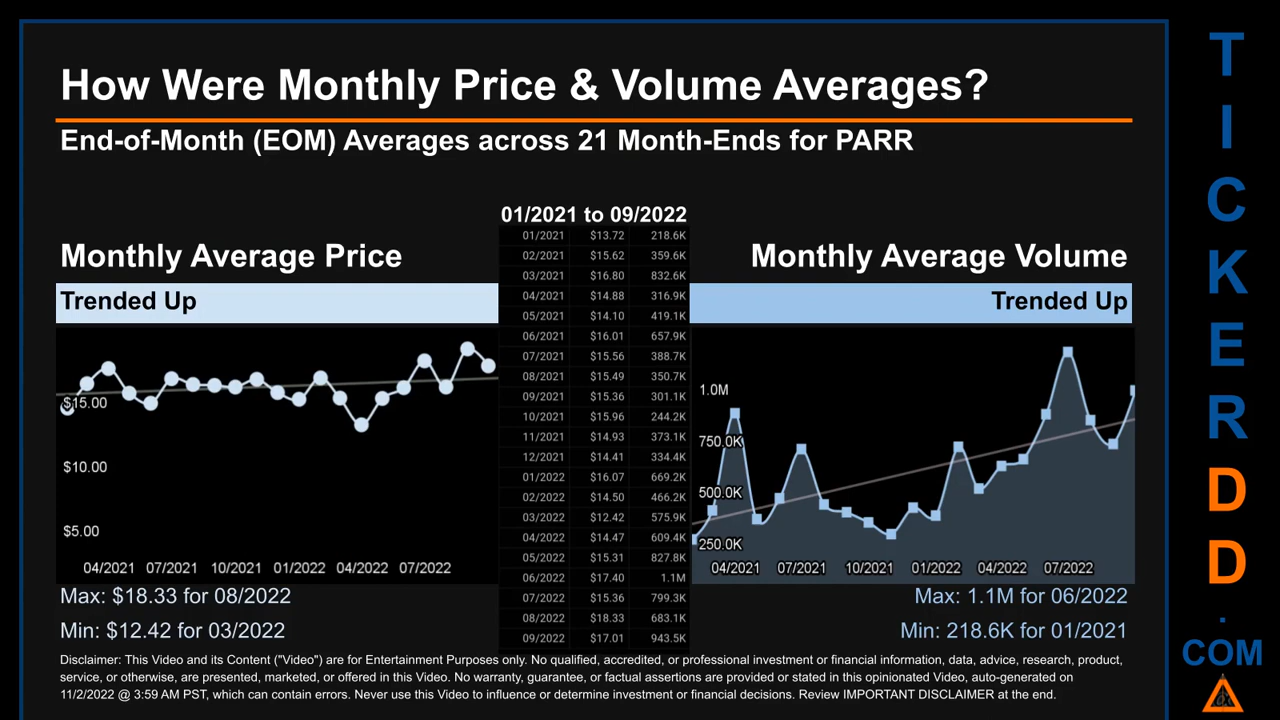 How Were Monthly Price & Volume Averages?
End-of-Month (EOM) Averages across 21 Month-Ends for PARR
01/2021 to 09/2022
Monthly Average Price
Trended Up
$15.00
$10.00
$5.00
04/2021 07/2021 10/2021 01/2022 04/2022 07/2022
Max: $18.33 for 08/2022
Min: $12.42 for 03/2022
01/2021 $13.72 218.6K
02/2021 $15.62 359.6K
03/2021 $16.80 832.6K
04/2021 $14.88 316.9K
05/2021 $14.10 419.1K
06/2021 $16.01 657.9K
07/2021 $15.56 388.7K
08/2021 $15.49 350.7K
09/2021 $15.36 301.1K
10/2021 $15.96 244.2K
11/2021 $14.93 373.1K
12/2021 $14.41 334.4K
01/2022 $16.07 669.2K
02/2022 $14.50 466.2K
03/2022 $12.42 575.9K
04/2022 $14.47 609.4K
05/2022 $15.31 827.8K
06/2022 $17.40 1.1M
07/2022 $15.36 799.3K
08/2022 $18.33 683.1K
09/2022 $17.01 943.5K
Monthly Average Volume
Trended Up
1.0M
750.0K
500.0K
250.0K
04/2021 07/2021 10/2021 01/2022 04/2022 07/2022
Max: 1.1M for 06/2022
Min: 218.6K for 01/2021
Disclaimer: This Video and its Content ("Video") are for Entertainment Purposes only. No qualified, accredited, or professional investment or financial information, data, advice, research, product,
service, or otherwise, are presented, marketed, or offered in this Video. No warranty, guarantee, or factual assertions are provided or stated in this opinionated Video, auto-generated on
11/2/2022 @ 3:59 AM PST, which can contain errors. Never use this Video to influence or determine investment or financial decisions. Review IMPORTANT DISCLAIMER at the end.
T
I
C
K
E
R
D
D
.
COM